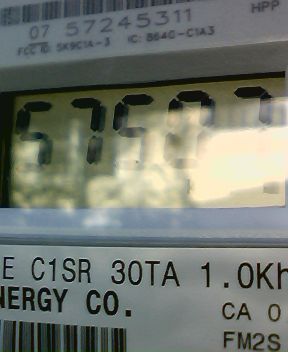 HPP
07 57245311
FCC ID: SK9C1A-3 IC: 864G-C1A3
E C1SR 30TA 1.0Kh
NERGY CO.
CA 0
FM2S